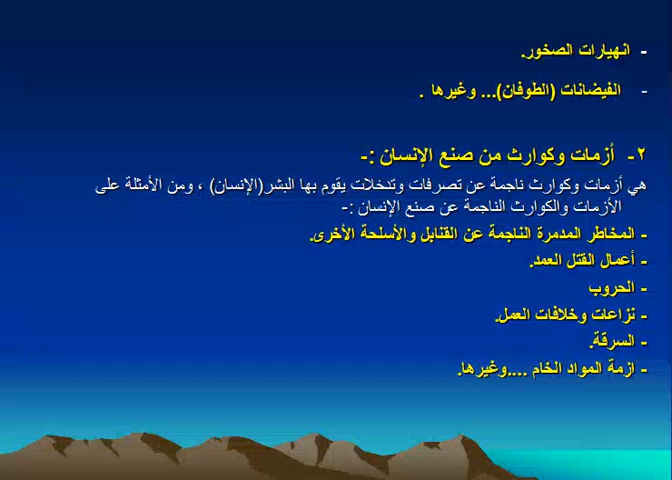 - انهيارات الصخور.
- الفيضانات (الطوفان)... وغيرها .
٢- أزمات وكوارث من صنع الإنسان :-
هي أزمات وكوارث ناجمة عن تصرفات وتدخلات يقوم بها البشر(الإنسان) ، ومن الأمثلة على
الأزمات والكوارث الناجمة عن صنع الإنسان :-
- المخاطر المدمرة الناجمة عن القنابل والأسلحة الأخرى.
- أعمال القتل العمد.
- الحروب
- نزاعات وخلافات العمل.
- السرقة.
- ازمة المواد الخام ....وغيرها.